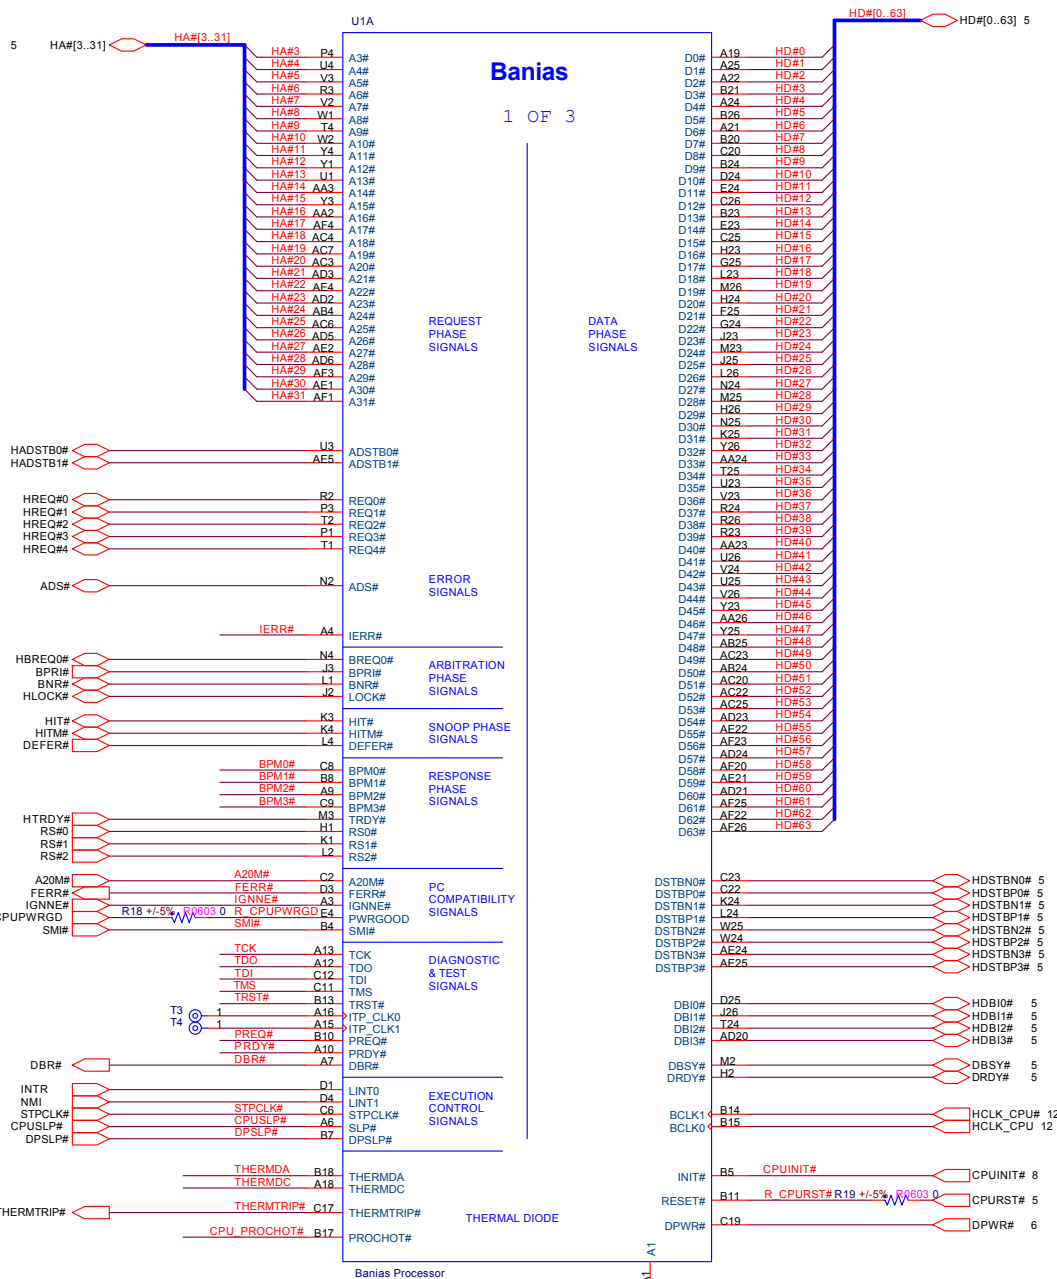 U1A
Banias
1 OF 3
5 HA#[3..31] HA#[3..31]
HA#3 P4 A3#
HA#4 U4 A4#
HA#5 V3 A5#
HA#6 R3 A6#
HA#7 V2 A7#
HA#8 W1 A8#
HA#9 T4 A9#
HA#10 W2 A10#
HA#11 Y4 A11#
HA#12 Y1 A12#
HA#13 U1 A13#
HA#14 AA3 A14#
HA#15 Y3 A15#
HA#16 AA2 A16#
HA#17 AF4 A17#
HA#18 AC4 A18#
HA#19 AC7 A19#
HA#20 AC3 A20#
HA#21 AD3 A21#
HA#22 AE4 A22#
HA#23 AD2 A23#
HA#24 AB4 A24#
HA#25 AC6 A25#
HA#26 AD5 A26#
HA#27 AE2 A27#
HA#28 AD6 A28#
HA#29 AF3 A29#
HA#30 AE1 A30#
HA#31 AF1 A31#
REQUEST
PHASE
SIGNALS
HADSTB0# U3 ADSTB0#
HADSTB1# AE5 ADSTB1#
HREQ#0 R2 REQ0#
HREQ#1 P3 REQ1#
HREQ#2 T2 REQ2#
HREQ#3 P1 REQ3#
HREQ#4 T1 REQ4#
ADS# N2 ADS#
ERROR
SIGNALS
IERR# A4 IERR#
HBREQ0# N4 BREQ0#
BPRI# J3 BPRI#
BNR# L1 BNR#
HLOCK# J2 LOCK#
ARBITRATION
PHASE
SIGNALS
HIT# K3 HIT#
HITM# K4 HITM#
DEFER# L4 DEFER#
SNOOP PHASE
SIGNALS
BPM0# C8 BPM0#
BPM1# B8 BPM1#
BPM2# A9 BPM2#
BPM3# C9 BPM3#
HTRDY# M3 TRDY#
RS#0 H1 RS0#
RS#1 K1 RS1#
RS#2 L2 RS2#
RESPONSE
PHASE
SIGNALS
A20M# A20M# C2 A20M#
FERR# FERR# D3 FERR#
IGNNE# IGNNE# A3 IGNNE#
CPUPWRGD R18 +/-5% R0603 0 R_CPUPWRGD E4 PWRGOOD
SMI# SMI# B4 SMI#
PC
COMPATIBILITY
SIGNALS
TCK A13 TCK
TDO A12 TDO
TDI C12 TDI
TMS C11 TMS
TRST# B13 TRST#
T3 1 A16 ITP_CLK0
T4 1 A15 ITP_CLK1
PREQ# B10 PREQ#
PRDY# A10 PRDY#
DBR# DBR# A7 DBR#
DIAGNOSTIC
& TEST
SIGNALS
INTR D1 LINT0
NMI D4 LINT1
STPCLK# STPCLK# C6 STPCLK#
CPUSLP# CPUSLP# A6 SLP#
DPSLP# DPSLP# B7 DPSLP#
EXECUTION
CONTROL
SIGNALS
THERMDA B18 THERMDA
THERMDC A18 THERMDC
THERMTRIP# THERMTRIP# C17 THERMTRIP#
CPU_PROCHOT# B17 PROCHOT#
THERMAL DIODE
HD#[0..63] HD#[0..63] 5
D0# A19 HD#0
D1# A25 HD#1
D2# A22 HD#2
D3# B21 HD#3
D4# A24 HD#4
D5# B26 HD#5
D6# A21 HD#6
D7# B20 HD#7
D8# C20 HD#8
D9# B24 HD#9
D10# D24 HD#10
D11# E24 HD#11
D12# C26 HD#12
D13# B23 HD#13
D14# E23 HD#14
D15# C25 HD#15
D16# H23 HD#16
D17# G25 HD#17
D18# L23 HD#18
D19# M26 HD#19
D20# H24 HD#20
D21# F25 HD#21
D22# G24 HD#22
D23# J23 HD#23
D24# M23 HD#24
D25# J25 HD#25
D26# L26 HD#26
D27# N24 HD#27
D28# M25 HD#28
D29# H26 HD#29
D30# N25 HD#30
D31# K25 HD#31
D32# Y26 HD#32
D33# AA24 HD#33
D34# T25 HD#34
D35# U23 HD#35
D36# V23 HD#36
D37# R24 HD#37
D38# R26 HD#38
D39# R23 HD#39
D40# AA23 HD#40
D41# U26 HD#41
D42# V24 HD#42
D43# U25 HD#43
D44# V26 HD#44
D45# Y23 HD#45
D46# AA26 HD#46
D47# Y25 HD#47
D48# AB25 HD#48
D49# AC23 HD#49
D50# AB24 HD#50
D51# AC20 HD#51
D52# AC22 HD#52
D53# AC25 HD#53
D54# AD23 HD#54
D55# AE22 HD#55
D56# AF23 HD#56
D57# AD24 HD#57
D58# AF20 HD#58
D59# AE21 HD#59
D60# AD21 HD#60
D61# AF25 HD#61
D62# AF22 HD#62
D63# AF26 HD#63
DATA
PHASE
SIGNALS
DSTBN0# C23 HDSTBN0# 5
DSTBP0# C22 HDSTBP0# 5
DSTBN1# K24 HDSTBN1# 5
DSTBP1# L24 HDSTBP1# 5
DSTBN2# W25 HDSTBN2# 5
DSTBP2# W24 HDSTBP2# 5
DSTBN3# AE24 HDSTBN3# 5
DSTBP3# AE25 HDSTBP3# 5
DBI0# D25 HDBI0# 5
DBI1# J26 HDBI1# 5
DBI2# T24 HDBI2# 5
DBI3# AD20 HDBI3# 5
DBSY# M2 DBSY# 5
DRDY# H2 DRDY# 5
BCLK1 B14 HCLK_CPU# 12
BCLK0 B15 HCLK_CPU 12
INIT# B5 CPUINIT# CPUINIT# 8
RESET# B11 R_CPURST# R19 +/-5% R0603 0 CPURST# 5
DPWR# C19 DPWR# 6
A1
Banias Processor